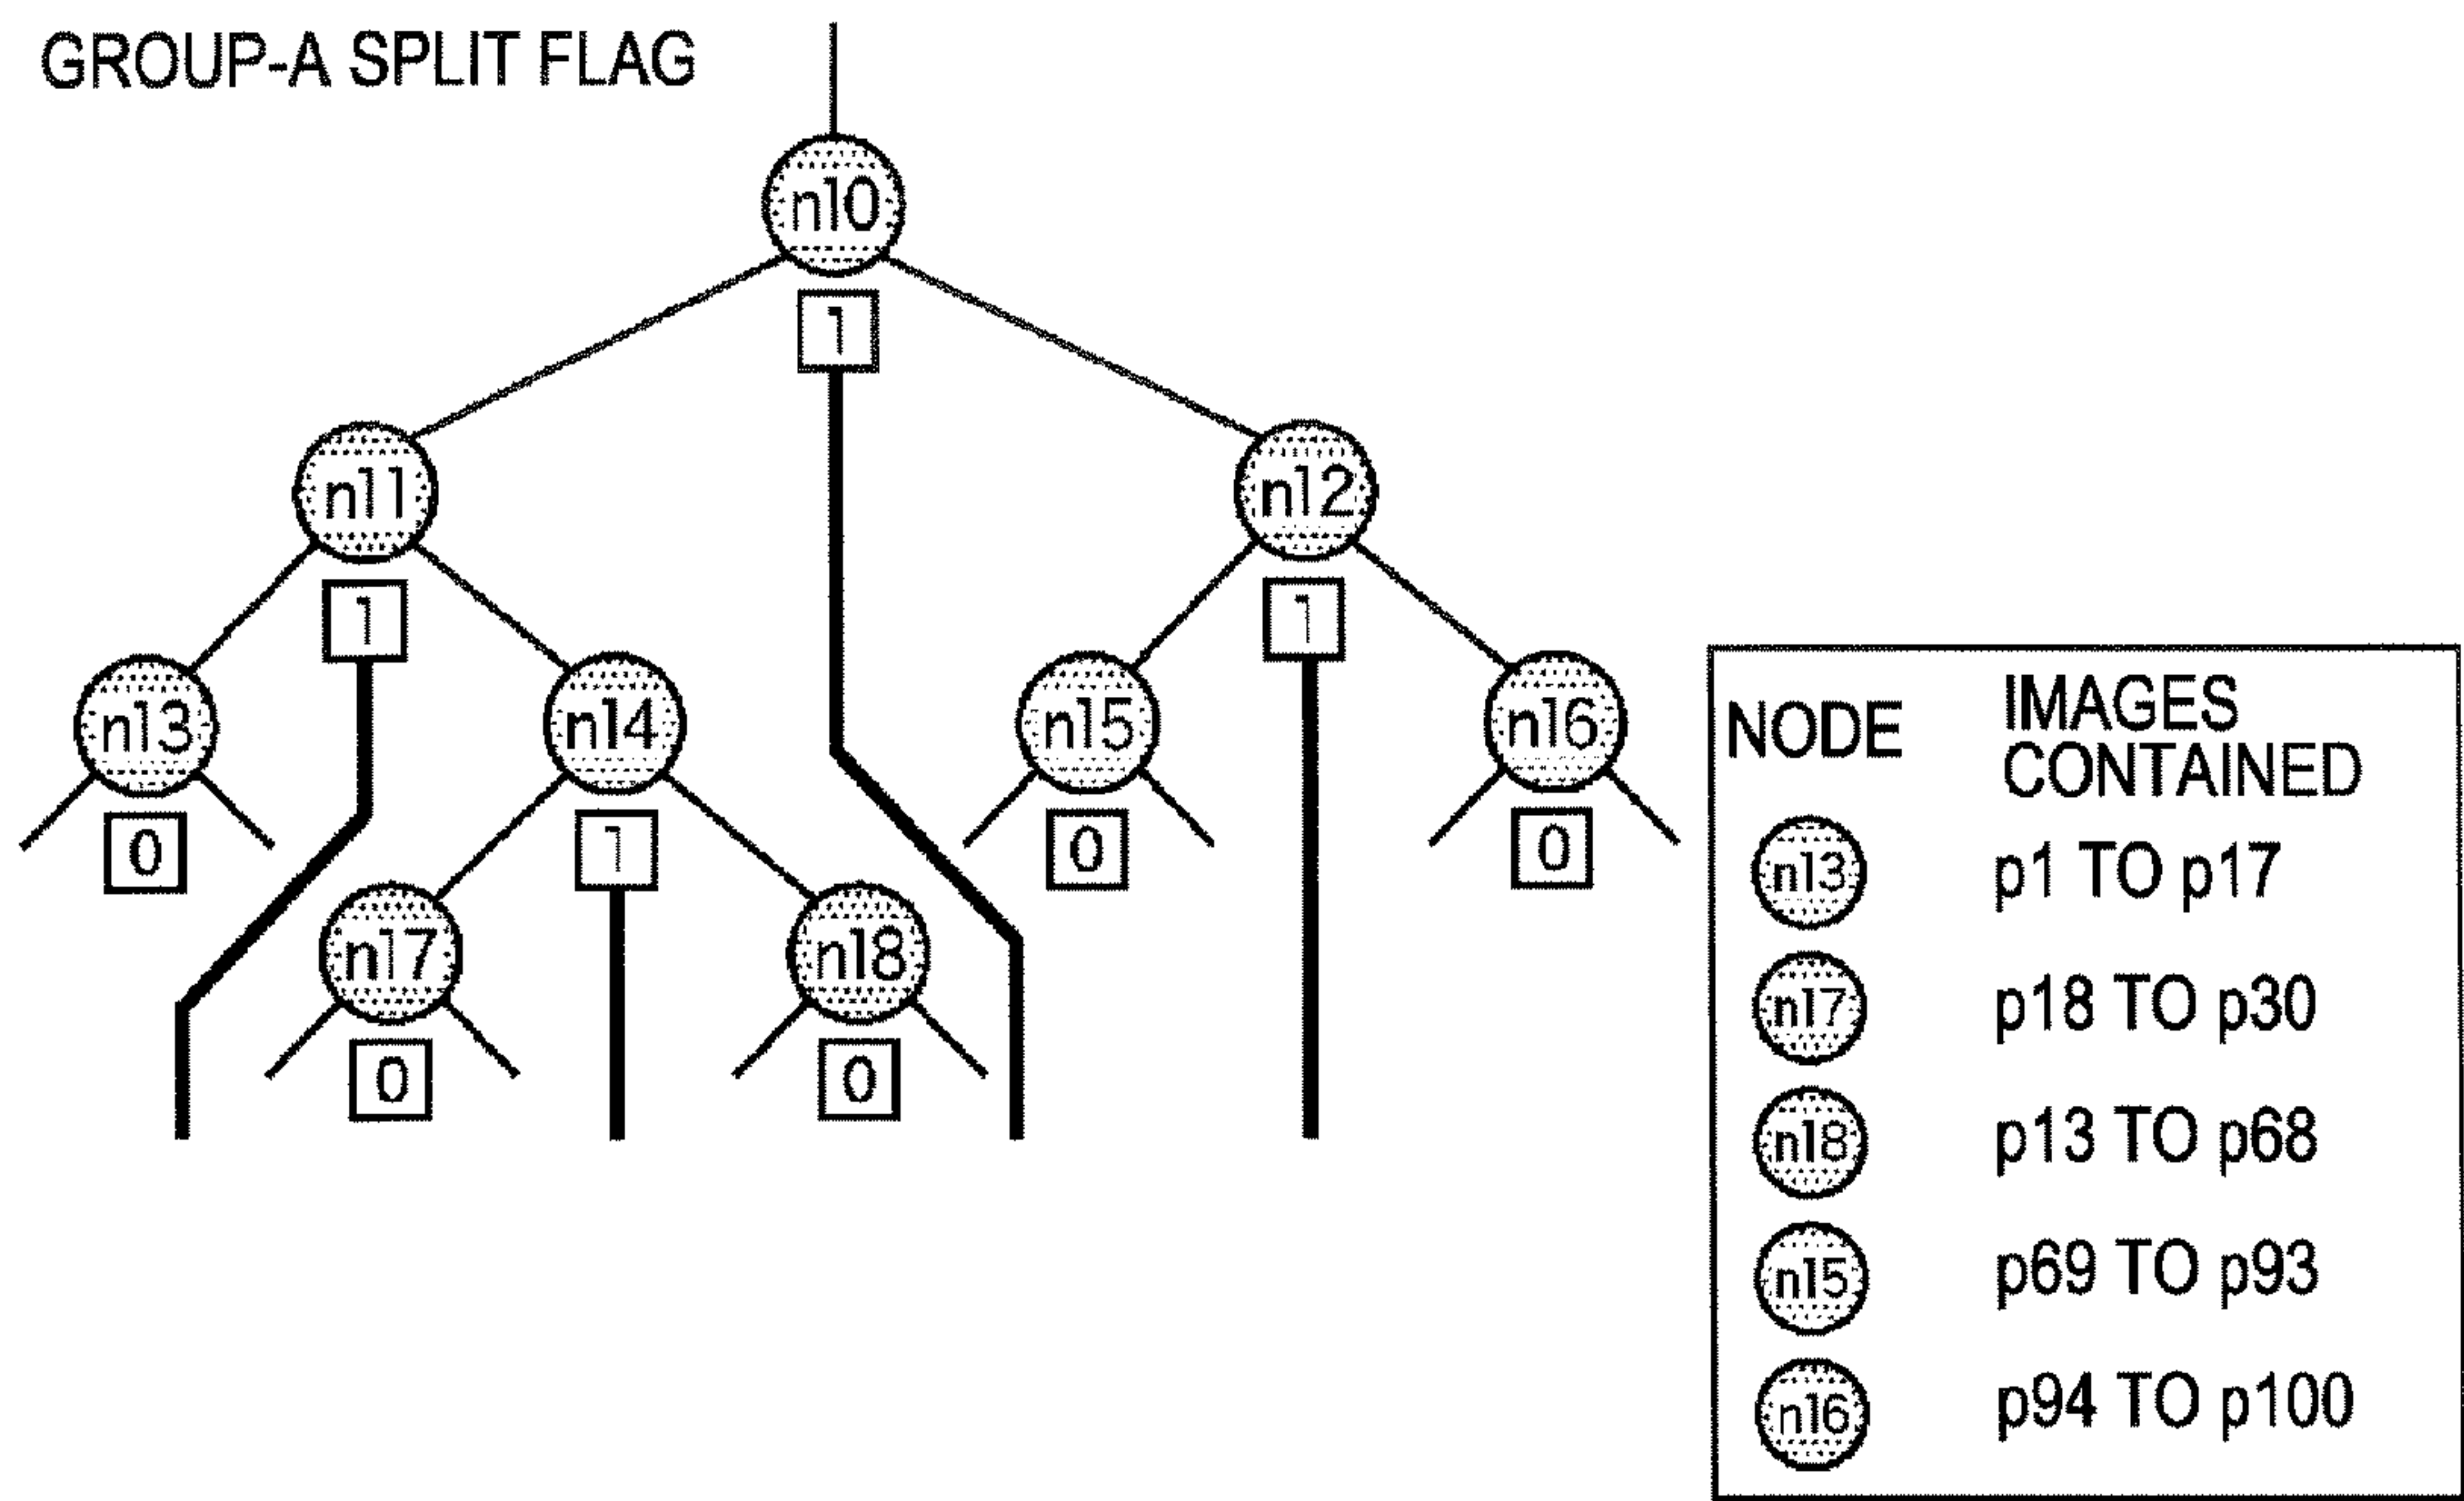 GROUP-A SPLIT FLAG
n10
1
n11
n12
1
1
n13
n14
n15
n16
0
1
0
0
n17
n18
0
0
NODE IMAGES CONTAINED
n13 p1 TO p17
n17 p18 TO p30
n18 p13 TO p68
n15 p69 TO p93
n16 p94 TO p100